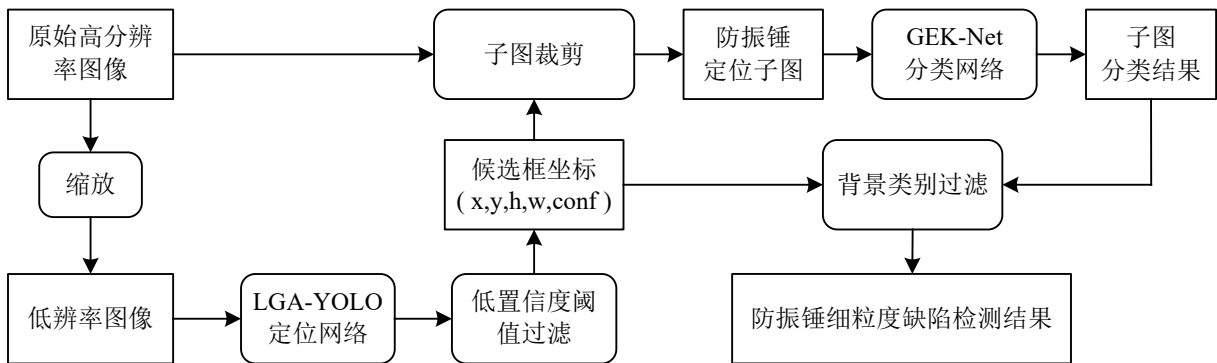 原始高分辨
率图像
子图裁剪
防振锤
定位子图
GEK-Net
分类网络
子图
分类结果
缩放
候选框坐标
( x,y,h,w,conf )
背景类别过滤
低辨率图像
LGA-YOLO
定位网络
低置信度阈
值过滤
防振锤细粒度缺陷检测结果